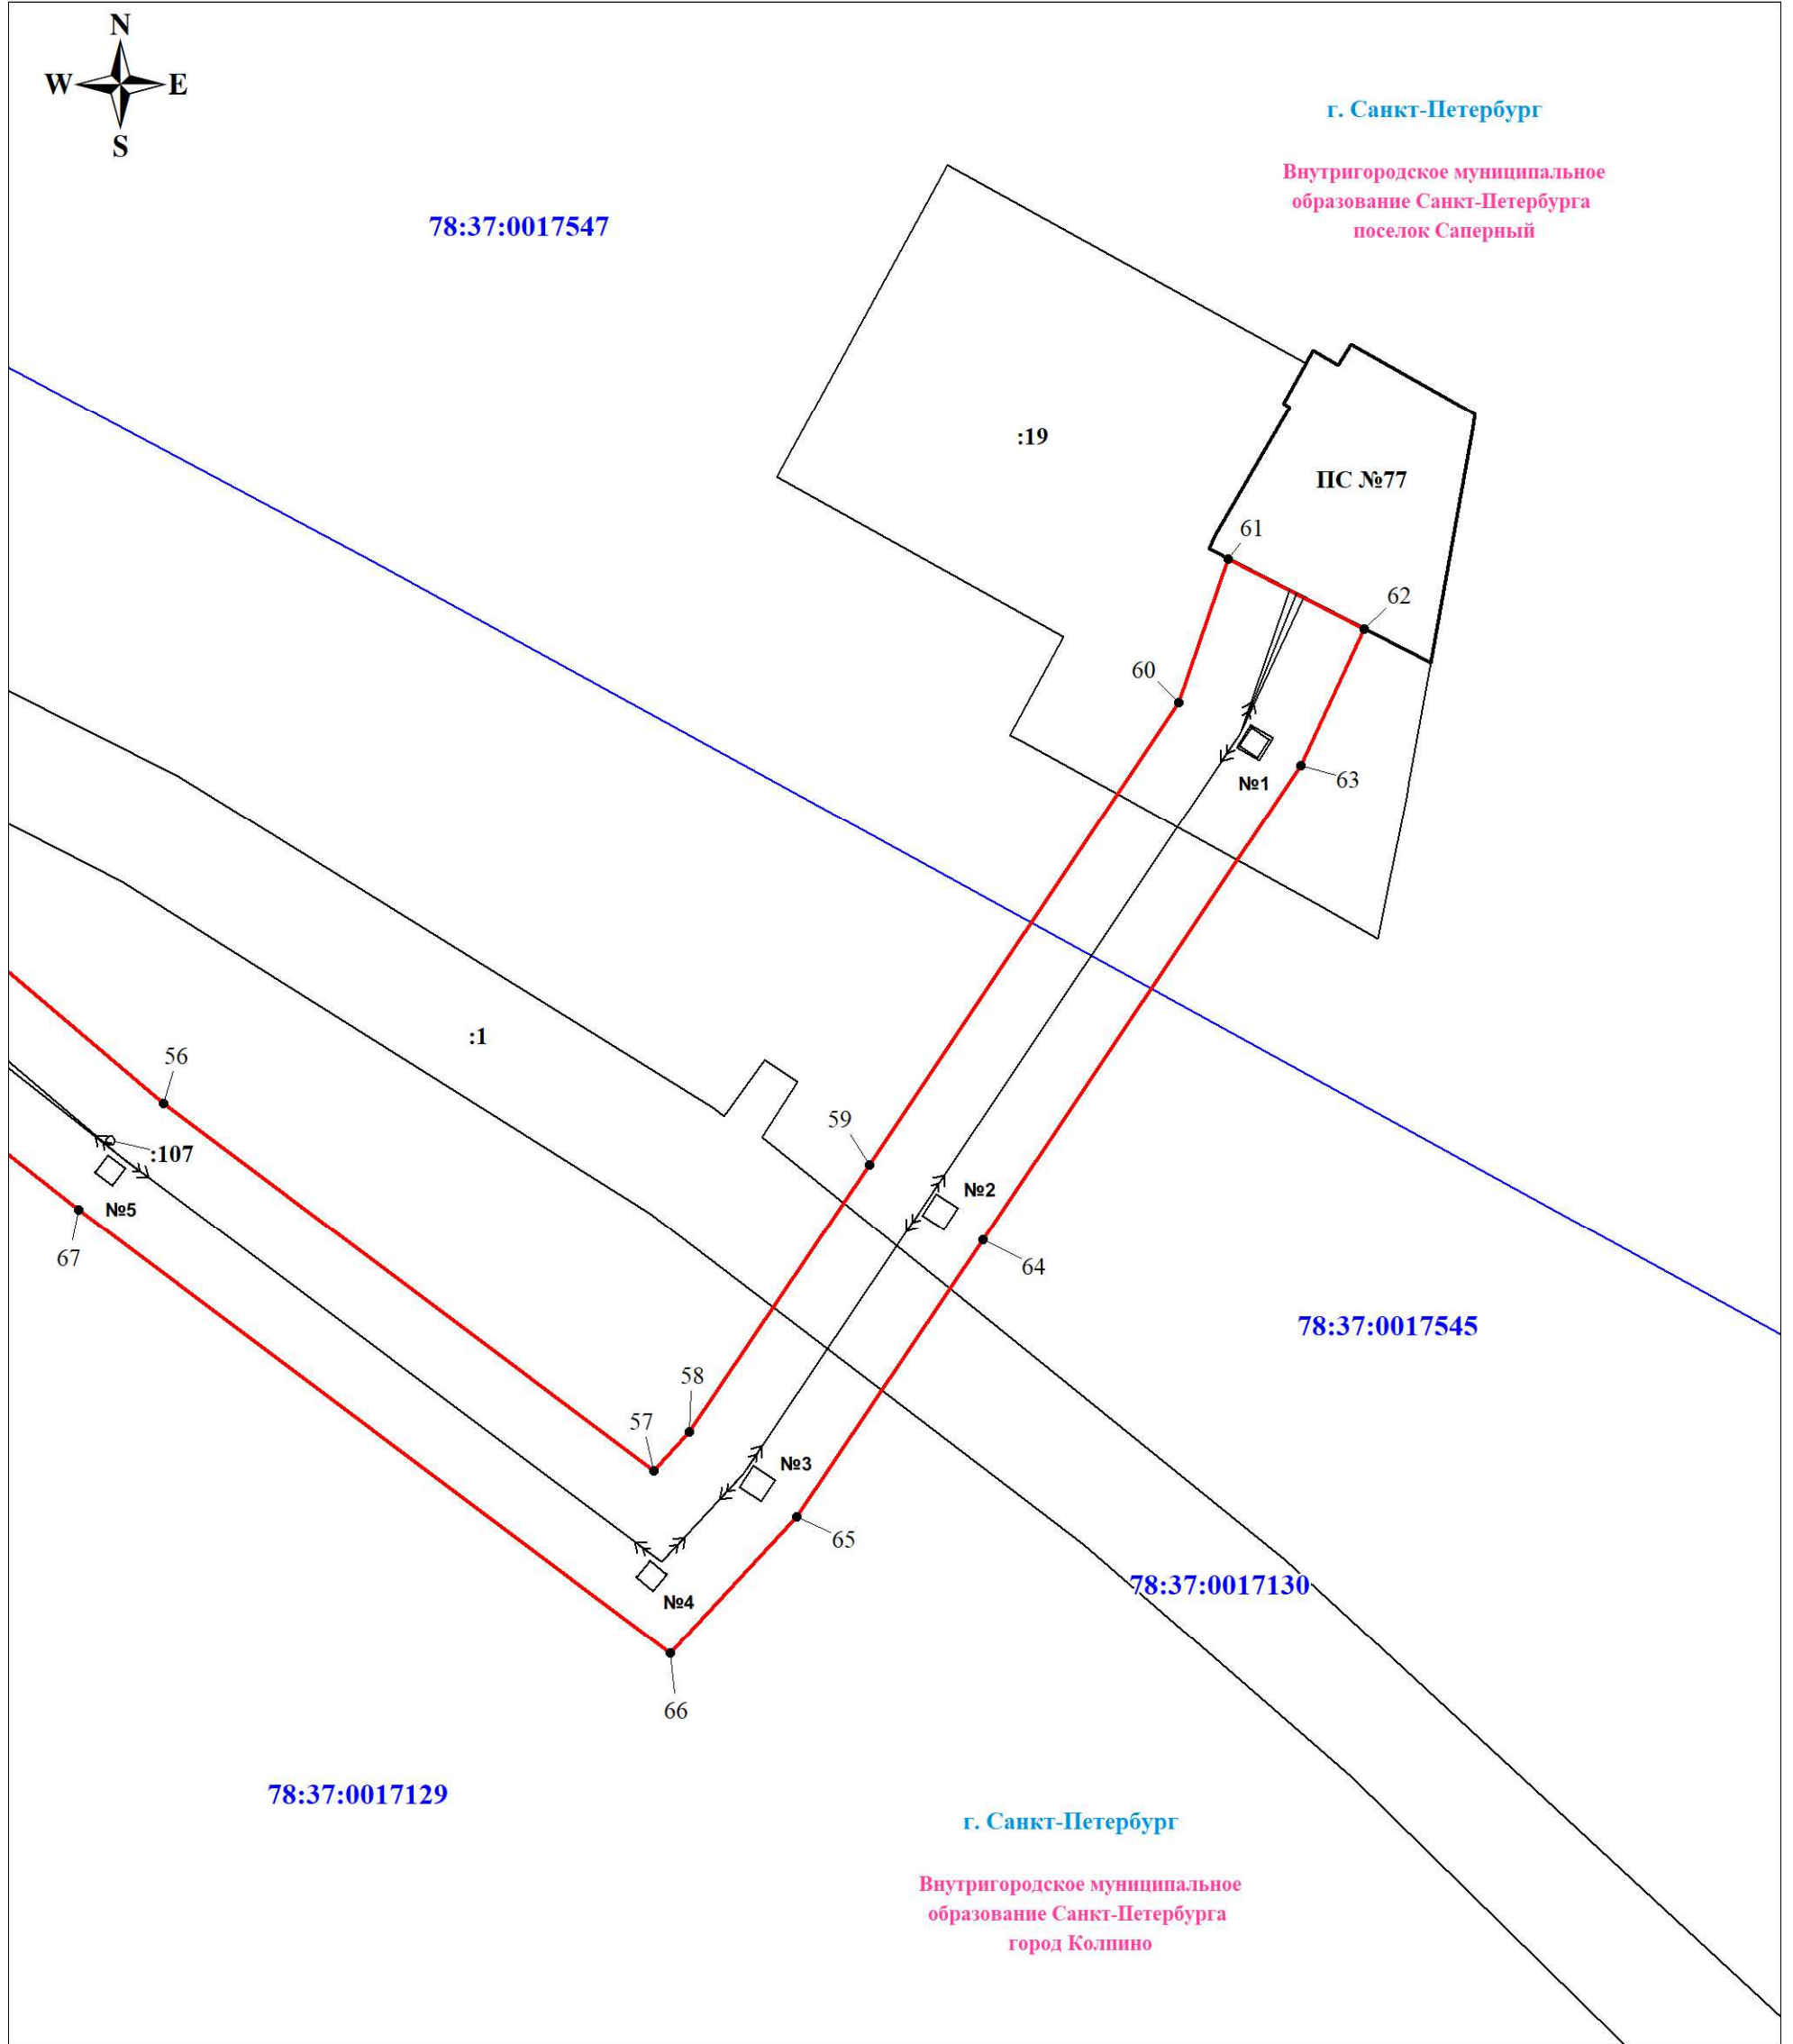 N
W E
S
г. Санкт-Петербург
Внутригородское муниципальное
образование Санкт-Петербурга
поселок Саперный
78:37:0017547
:19
ПС №77
61
62
60
63
№1
:1
56
59
:107
№2
№5
67
64
78:37:0017545
58
57
№3
65
78:37:0017130
№4
66
78:37:0017129
г. Санкт-Петербург
Внутригородское муниципальное
образование Санкт-Петербурга
город Колпино